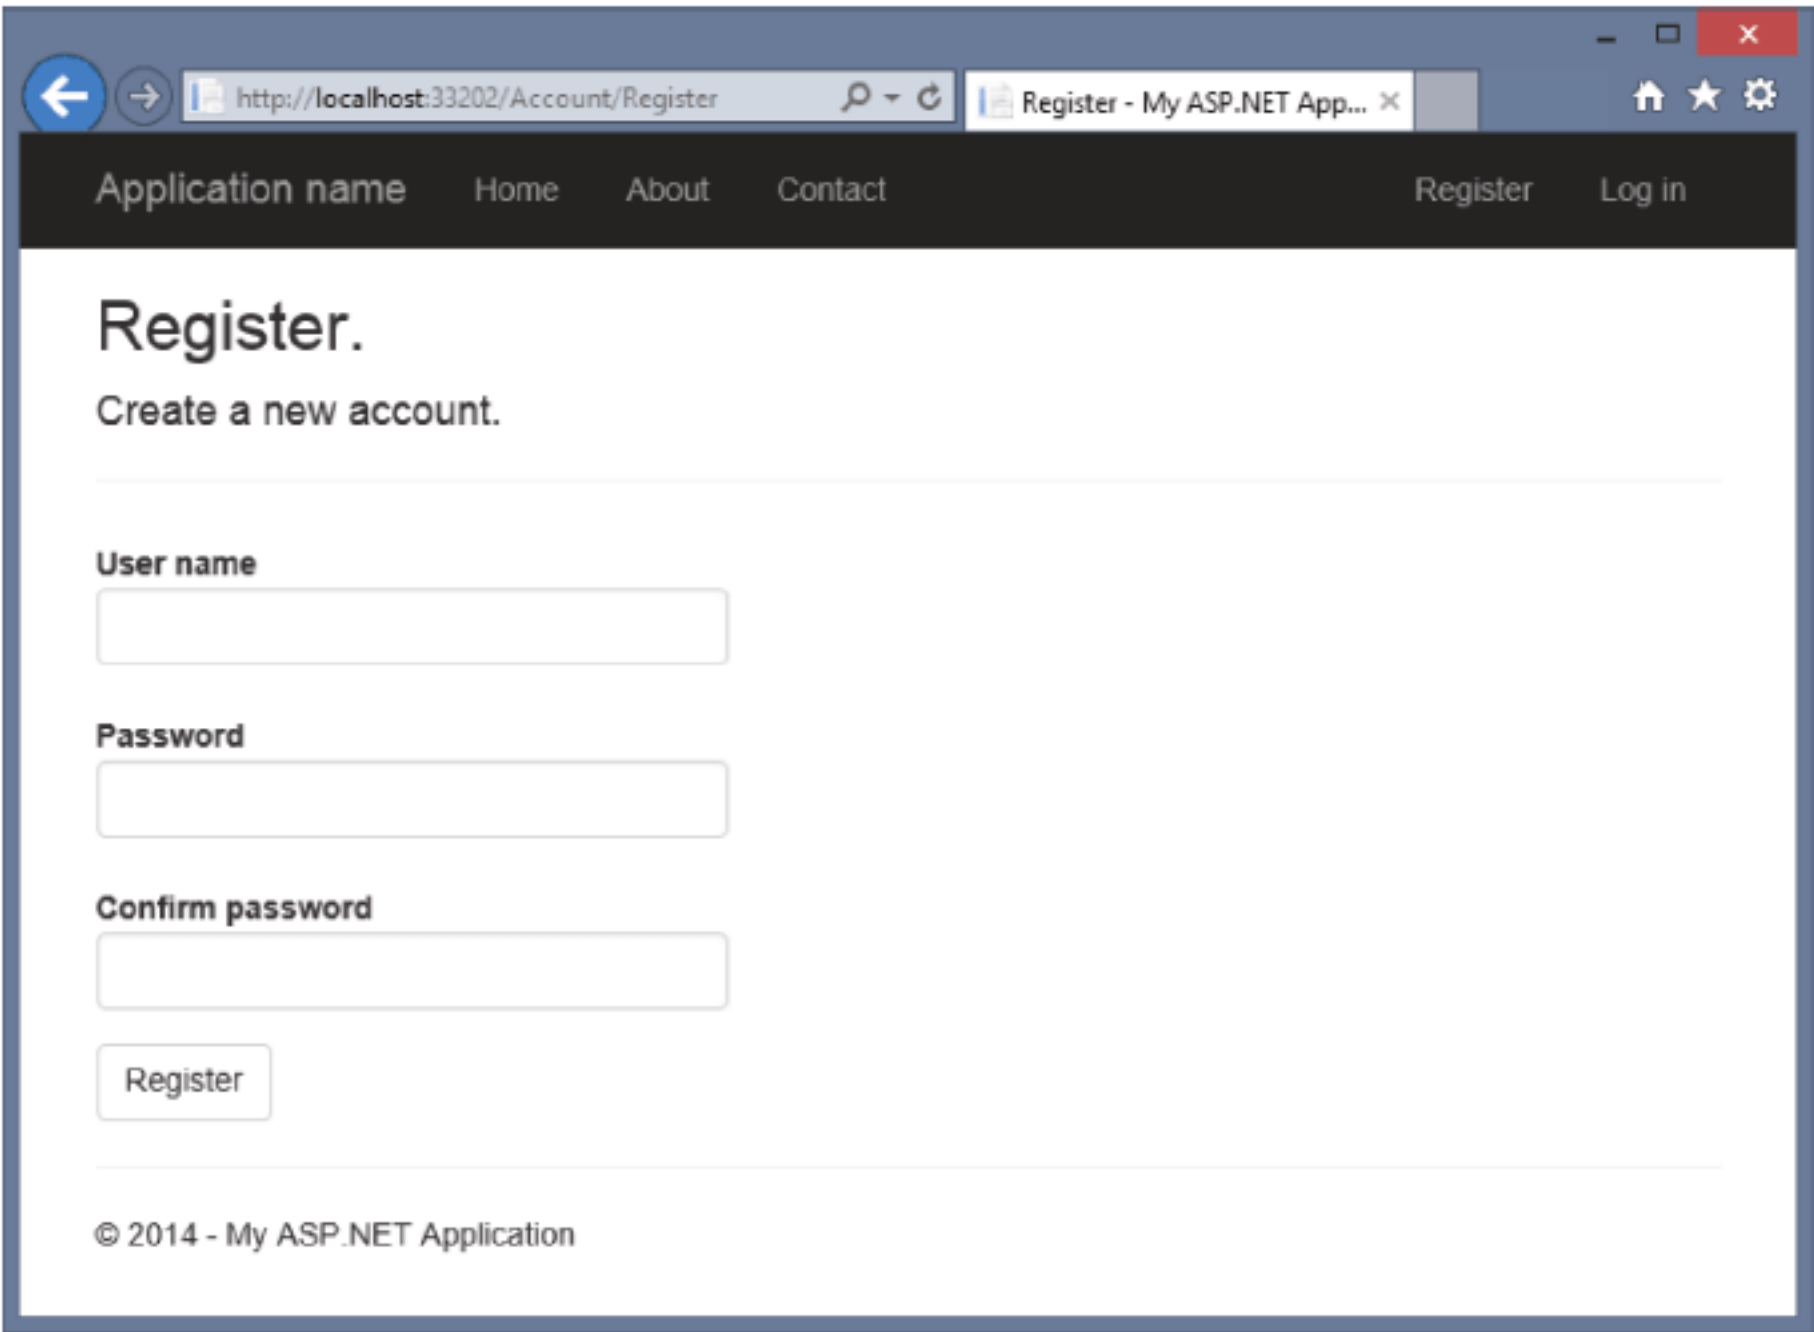 http://localhost:33202/Account/Register
Register - My ASP.NET App...
Application name Home About Contact Register Log in
Register.
Create a new account.
User name
Password
Confirm password
Register
© 2014 - My ASP.NET Application